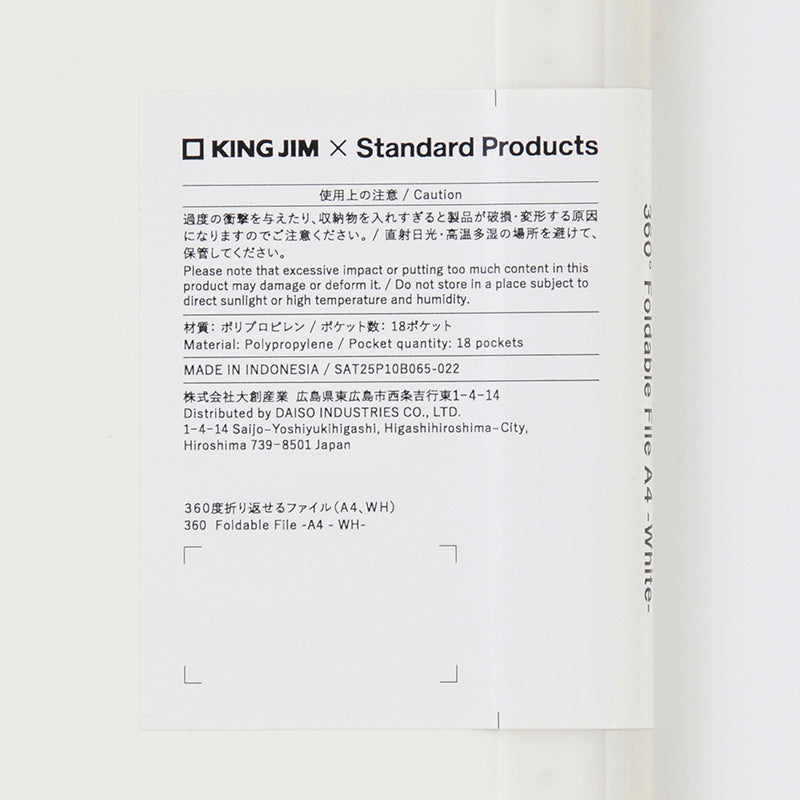 KING JIM × Standard Products
使用上の注意 / Caution
過度の衝撃を与えたり、収納物を入れすぎると製品が破損・変形する原因
になりますのでご注意ください。 / 直射日光・高温多湿の場所を避けて、
保管してください。
Please note that excessive impact or putting too much content in this
product may damage or deform it. / Do not store in a place subject to
direct sunlight or high temperature and humidity.
材質：ポリプロピレン / ポケット数：18ポケット
Material: Polypropylene / Pocket quantity: 18 pockets
MADE IN INDONESIA / SAT25P10B065-022
株式会社大創産業 広島県東広島市西条吉行東1-4-14
Distributed by DAISO INDUSTRIES CO., LTD.
1-4-14 Saijo-Yoshiyukihigashi, Higashihiroshima-City,
Hiroshima 739-8501 Japan
360度折り返せるファイル(A4、WH)
360 Foldable File -A4 - WH-
360° Foldable File A4 -White-